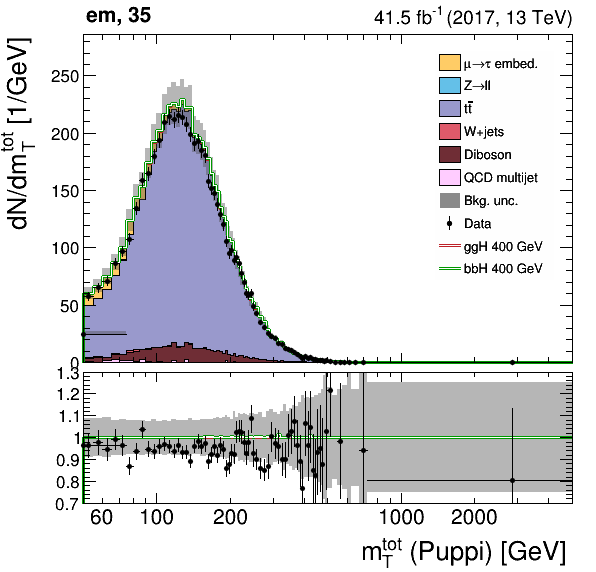 em, 35
41.5 fb⁻¹ (2017, 13 TeV)
dN/dm_T^tot [1/GeV]
250
200
150
100
50
0
μ→τ embed.
Z→ll
tt̄
W+jets
Diboson
QCD multijet
Bkg. unc.
Data
ggH 400 GeV
bbH 400 GeV
1.3
1.2
1.1
1
0.9
0.8
0.7
60 100 200 1000 2000
m_T^tot (Puppi) [GeV]